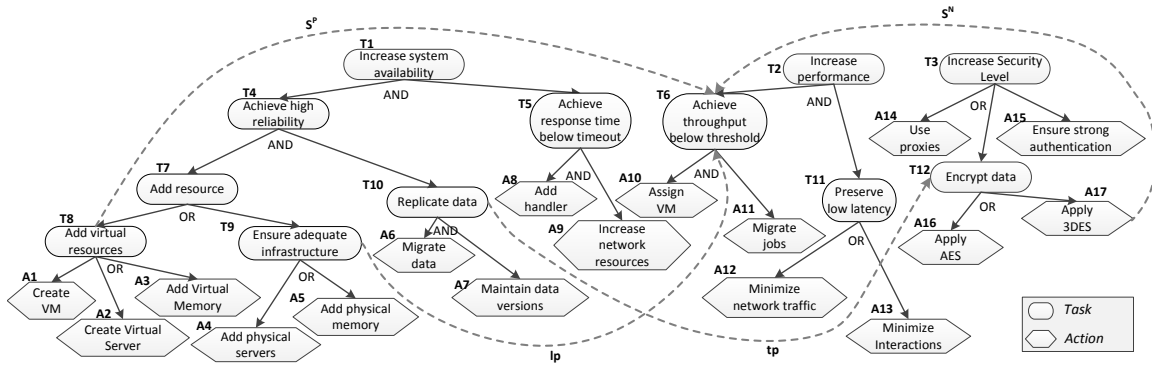 S^P
S^N
T1
Increase system
availability
T2
Increase
performance
T3
Increase Security
Level
AND
AND
OR
T4
Achieve high
reliability
T5
Achieve
response time
below timeout
T6
Achieve
throughput
below threshold
A14
Use
proxies
A15
Ensure strong
authentication
AND
AND
AND
T7
Add resource
T10
Replicate data
A8
Add
handler
A10
Assign
VM
T11
Preserve
low latency
T12
Encrypt data
OR
AND
OR
OR
T8
Add virtual
resources
T9
Ensure adequate
infrastructure
A6
Migrate
data
A9
Increase
network
resources
A11
Migrate
jobs
A16
Apply
AES
A17
Apply
3DES
OR
OR
A1
Create
VM
A3
Add Virtual
Memory
A5
Add physical
memory
A7
Maintain data
versions
A12
Minimize
network traffic
A2
Create Virtual
Server
A4
Add physical
servers
A13
Minimize
Interactions
lp
tp
Task
Action